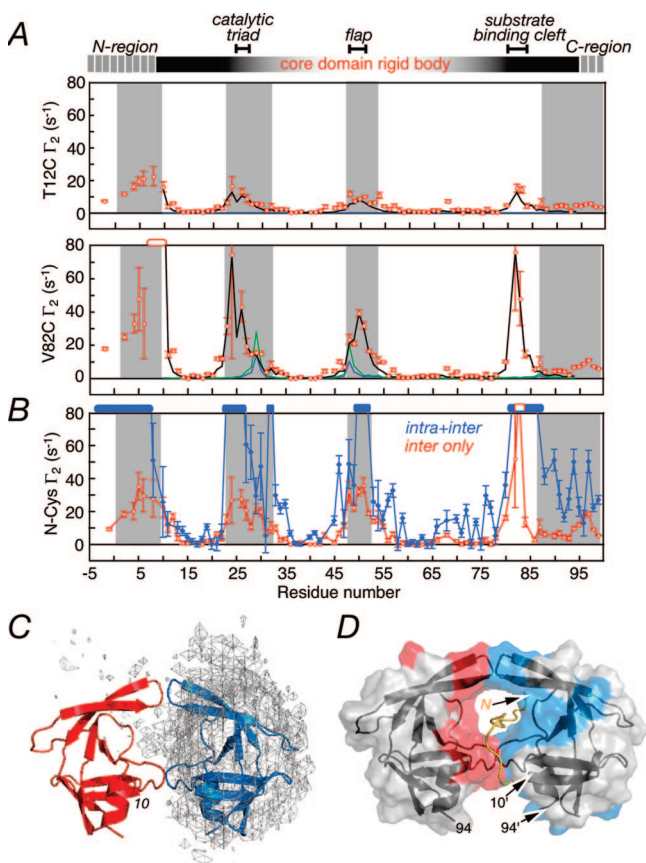 A
catalytic
triad
flap
substrate
binding cleft
N-region
C-region
core domain rigid body
80
60
40
20
0
T12C Γ2 (s-1)
80
60
40
20
0
V82C Γ2 (s-1)
B
80
60
40
20
0
N-Cys Γ2 (s-1)
intra+inter
inter only
-5 5 15 25 35 45 55 65 75 85 95
Residue number
C
10
D
N
10'
94
94'